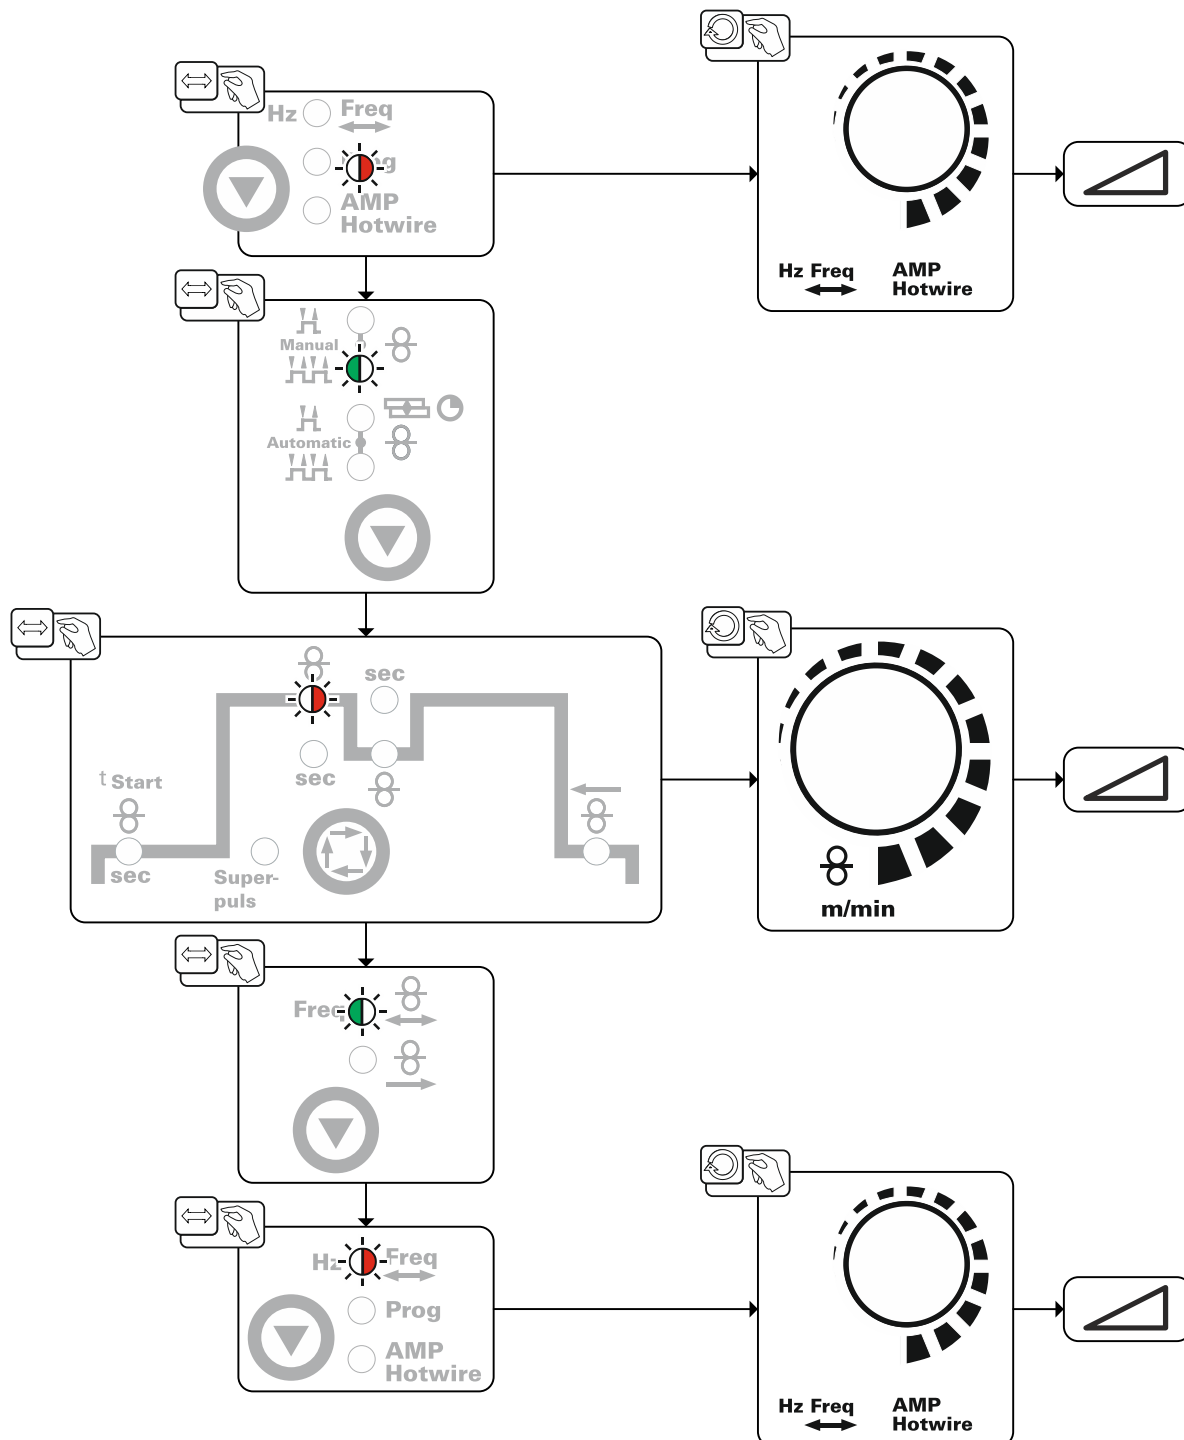 Hz Freq
AMP
Hotwire
Hz Freq
AMP
Hotwire
Manual
Automatic
sec
sec
t Start
sec
Super-
puls
m/min
Freq
Hz Freq
Prog
AMP
Hotwire
Hz Freq
AMP
Hotwire